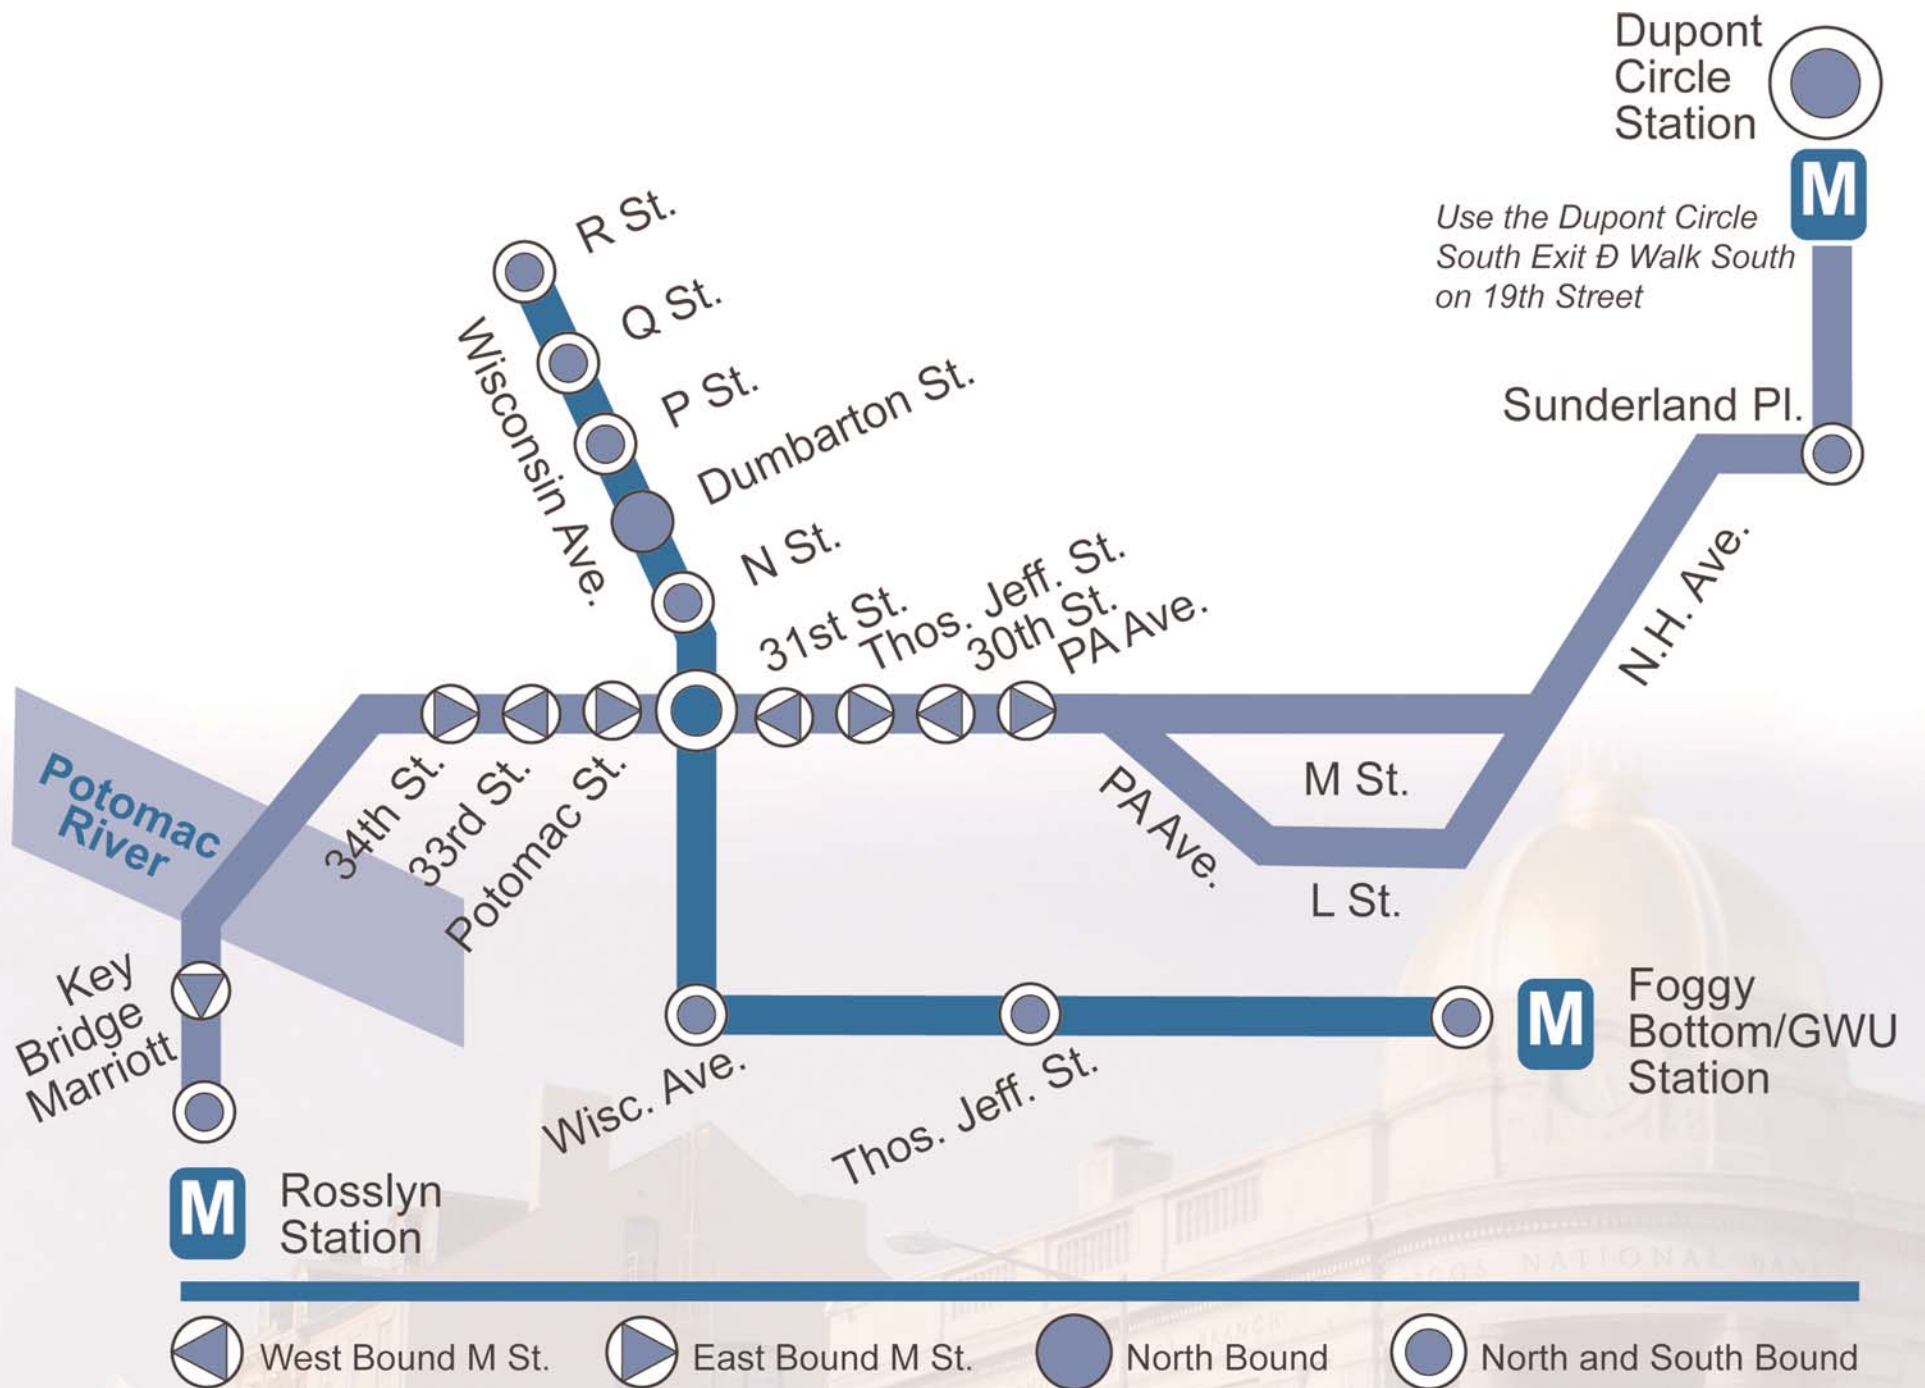 Dupont
Circle
Station
M
Use the Dupont Circle
South Exit Đ Walk South
on 19th Street
R St.
Q St.
P St.
Dumbarton St.
N St.
Wisconsin Ave.
Sunderland Pl.
31st St.
Thos. Jeff. St.
30th St.
PA Ave.
N.H. Ave.
Potomac
River
34th St.
33rd St.
Potomac St.
PA Ave.
M St.
L St.
Key
Bridge
Marriott
Wisc. Ave.
Thos. Jeff. St.
M
Foggy
Bottom/GWU
Station
M
Rosslyn
Station
NATIONAL
West Bound M St.
East Bound M St.
North Bound
North and South Bound